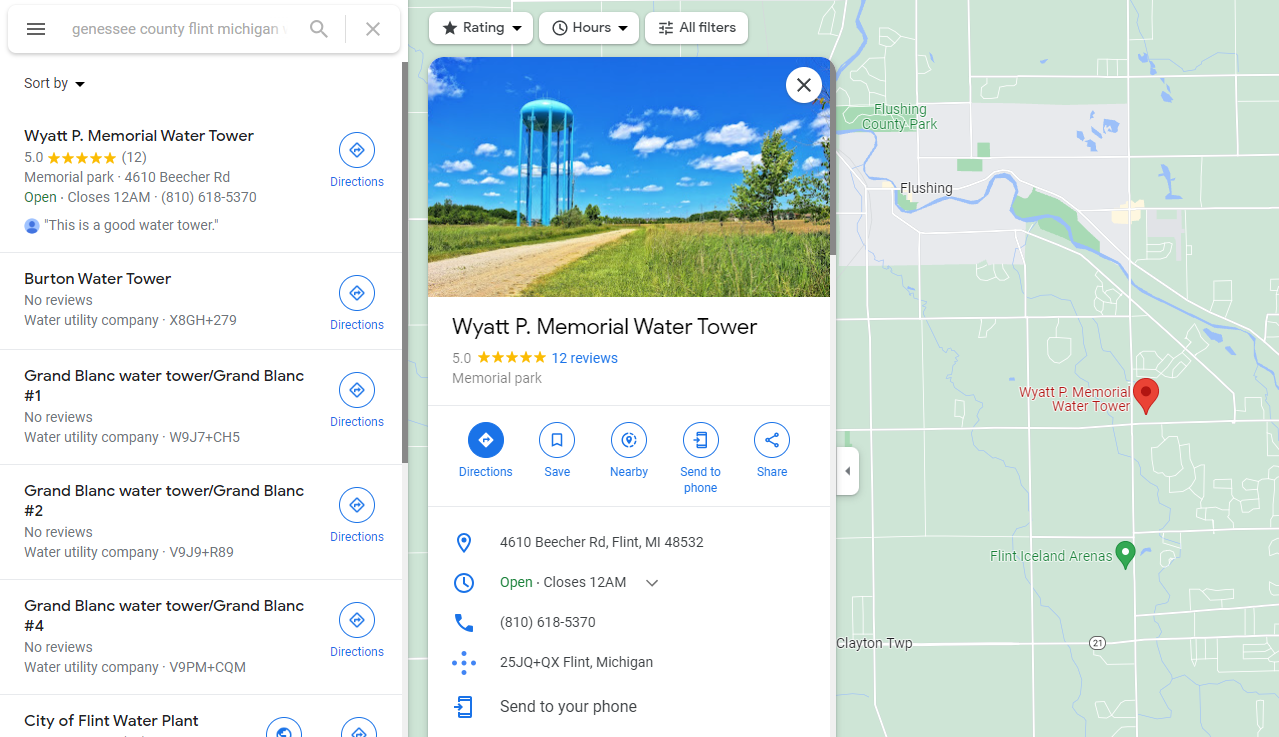 genessee county flint michigan
Sort by
Wyatt P. Memorial Water Tower
5.0 (12)
Memorial park · 4610 Beecher Rd
Open · Closes 12AM · (810) 618-5370
"This is a good water tower."
Directions
Burton Water Tower
No reviews
Water utility company · X8GH+279
Directions
Grand Blanc water tower/Grand Blanc
#1
No reviews
Water utility company · W9J7+CH5
Directions
Grand Blanc water tower/Grand Blanc
#2
No reviews
Water utility company · V9J9+R89
Directions
Grand Blanc water tower/Grand Blanc
#4
No reviews
Water utility company · V9PM+CQM
Directions
City of Flint Water Plant
Rating
Hours
All filters
Wyatt P. Memorial Water Tower
5.0 12 reviews
Memorial park
Directions
Save
Nearby
Send to
phone
Share
4610 Beecher Rd, Flint, MI 48532
Open · Closes 12AM
(810) 618-5370
25JQ+QX Flint, Michigan
Send to your phone
Flushing
County Park
Flushing
Wyatt P. Memorial
Water Tower
Flint Iceland Arenas
Clayton Twp
21